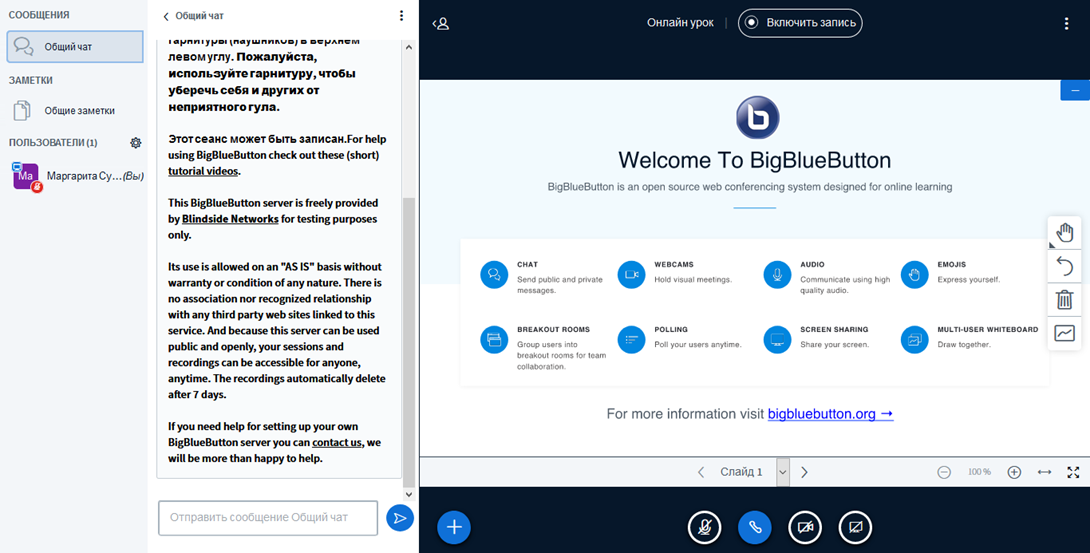 СООБЩЕНИЯ
Общий чат
ЗАМЕТКИ
Общие заметки
ПОЛЬЗОВАТЕЛИ (1)
Ma
Маргарита Су... (Вы)
Общий чат
гарнитуры (наушников) в верхнем
левом углу. Пожалуйста,
используйте гарнитуру, чтобы
уберечь себя и других от
неприятного гула.
Этот сеанс может быть записан.For help
using BigBlueButton check out these (short)
tutorial videos.
This BigBlueButton server is freely provided
by Blindside Networks for testing purposes
only.
Its use is allowed on an "AS IS" basis without
warranty or condition of any nature. There is
no association nor recognized relationship
with any third party web sites linked to this
service. And because this server can be used
public and openly, your sessions and
recordings can be accessible for anyone,
anytime. The recordings automatically delete
after 7 days.
If you need help for setting up your own
BigBlueButton server you can contact us, we
will be more than happy to help.
Отправить сообщение Общий чат
Онлайн урок | Включить запись
b
Welcome To BigBlueButton
BigBlueButton is an open source web conferencing system designed for online learning
CHAT
Send public and private
messages.
WEBCAMS
Hold visual meetings.
AUDIO
Communicate using high
quality audio.
EMOJIS
Express yourself.
BREAKOUT ROOMS
Group users into
breakout rooms for team
collaboration.
POLLING
Poll your users anytime.
SCREEN SHARING
Share your screen.
MULTI-USER WHITEBOARD
Draw together.
For more information visit bigbluebutton.org →
Слайд 1
100 %